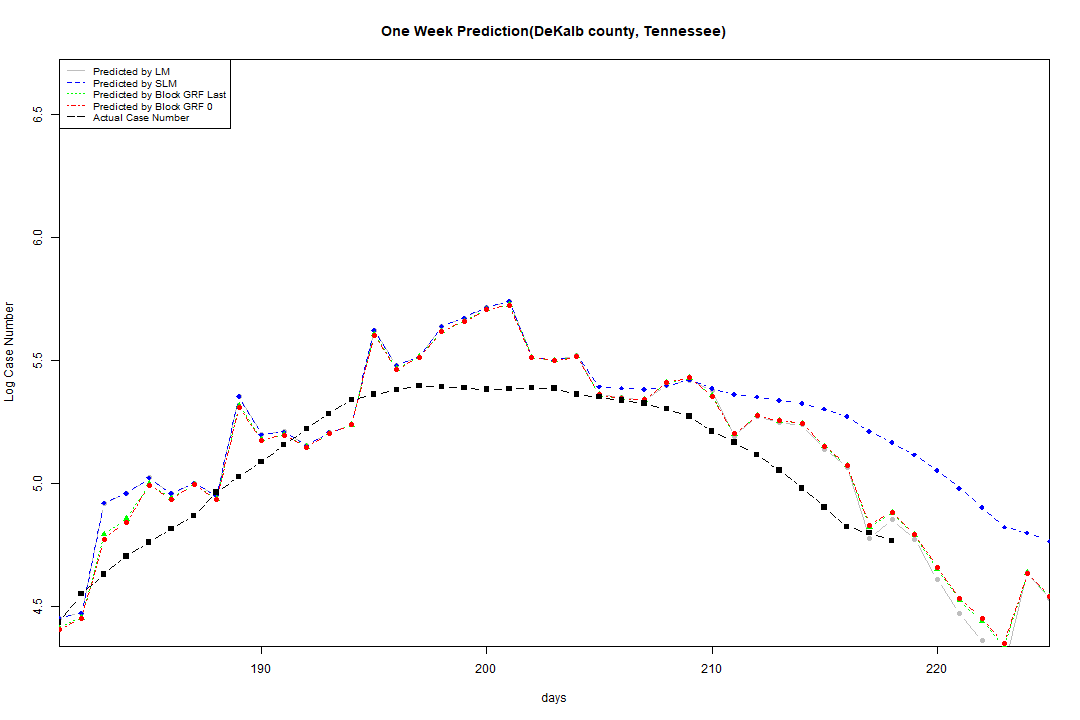 One Week Prediction(DeKalb county, Tennessee)
Predicted by LM
Predicted by SLM
Predicted by Block GRF Last
Predicted by Block GRF 0
Actual Case Number
6.5
6.0
5.5
5.0
4.5
Log Case Number
190 200 210 220
days